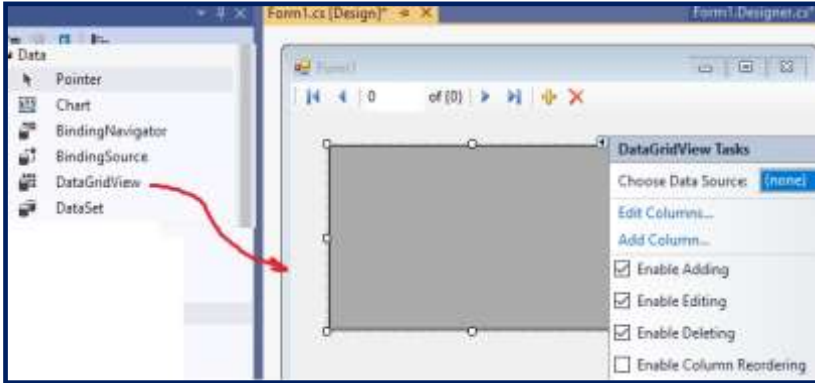 Form1.cs [Design]*
Form1.Designer.cs*
Data
Pointer
Chart
BindingNavigator
BindingSource
DataGridView
DataSet
Form1
0 of {0}
DataGridView Tasks
Choose Data Source: (none)
Edit Columns...
Add Column...
Enable Adding
Enable Editing
Enable Deleting
Enable Column Reordering